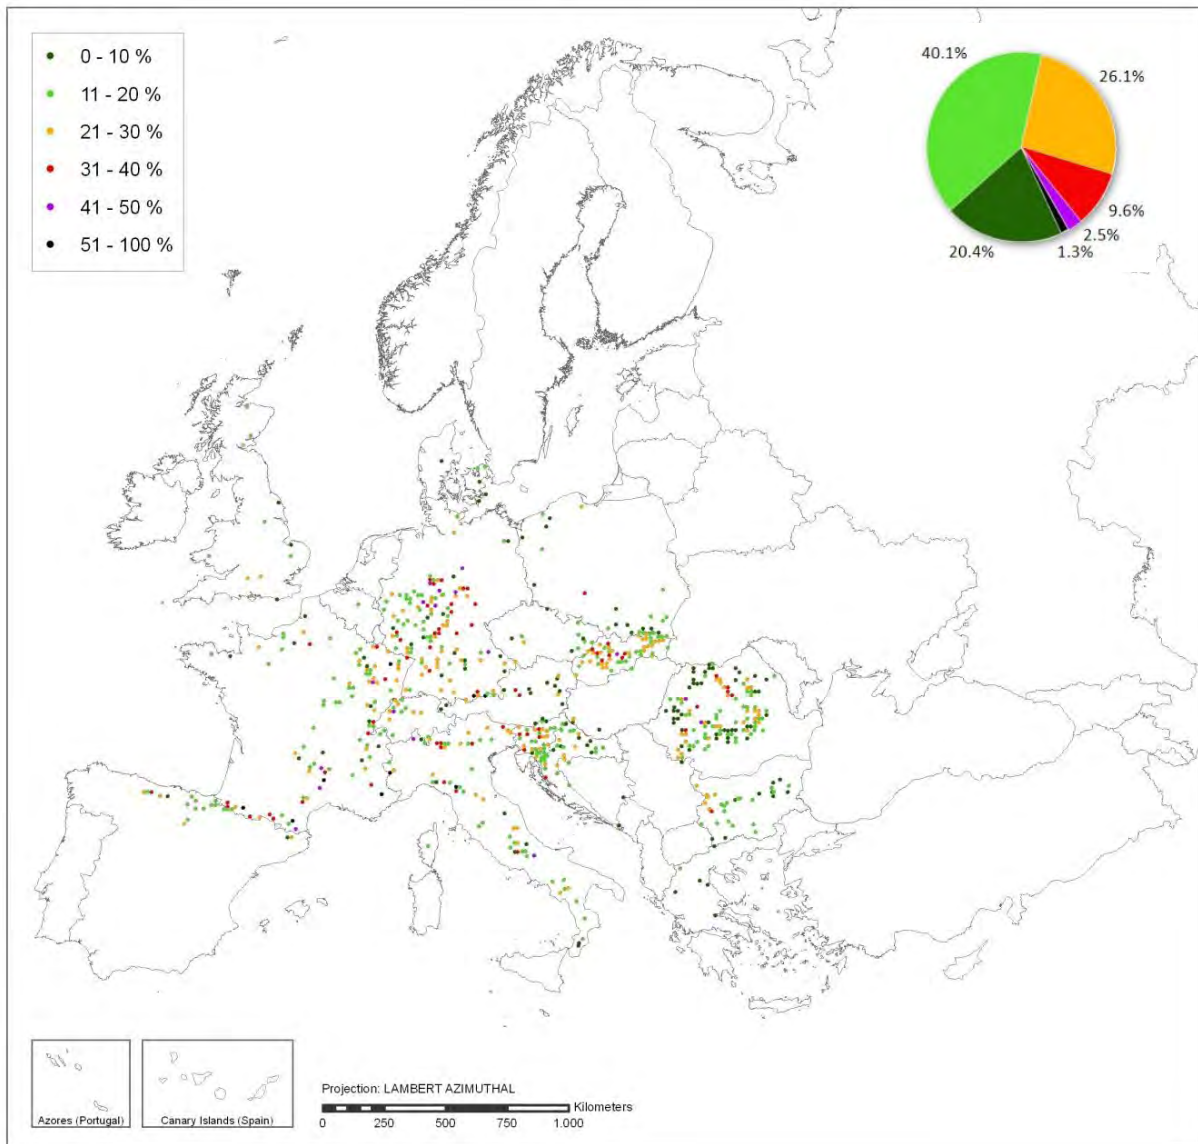 0 - 10 %
11 - 20 %
21 - 30 %
31 - 40 %
41 - 50 %
51 - 100 %
40.1%
26.1%
9.6%
2.5%
1.3%
20.4%
Azores (Portugal)
Canary Islands (Spain)
Projection: LAMBERT AZIMUTHAL
Kilometers
0 250 500 750 1.000